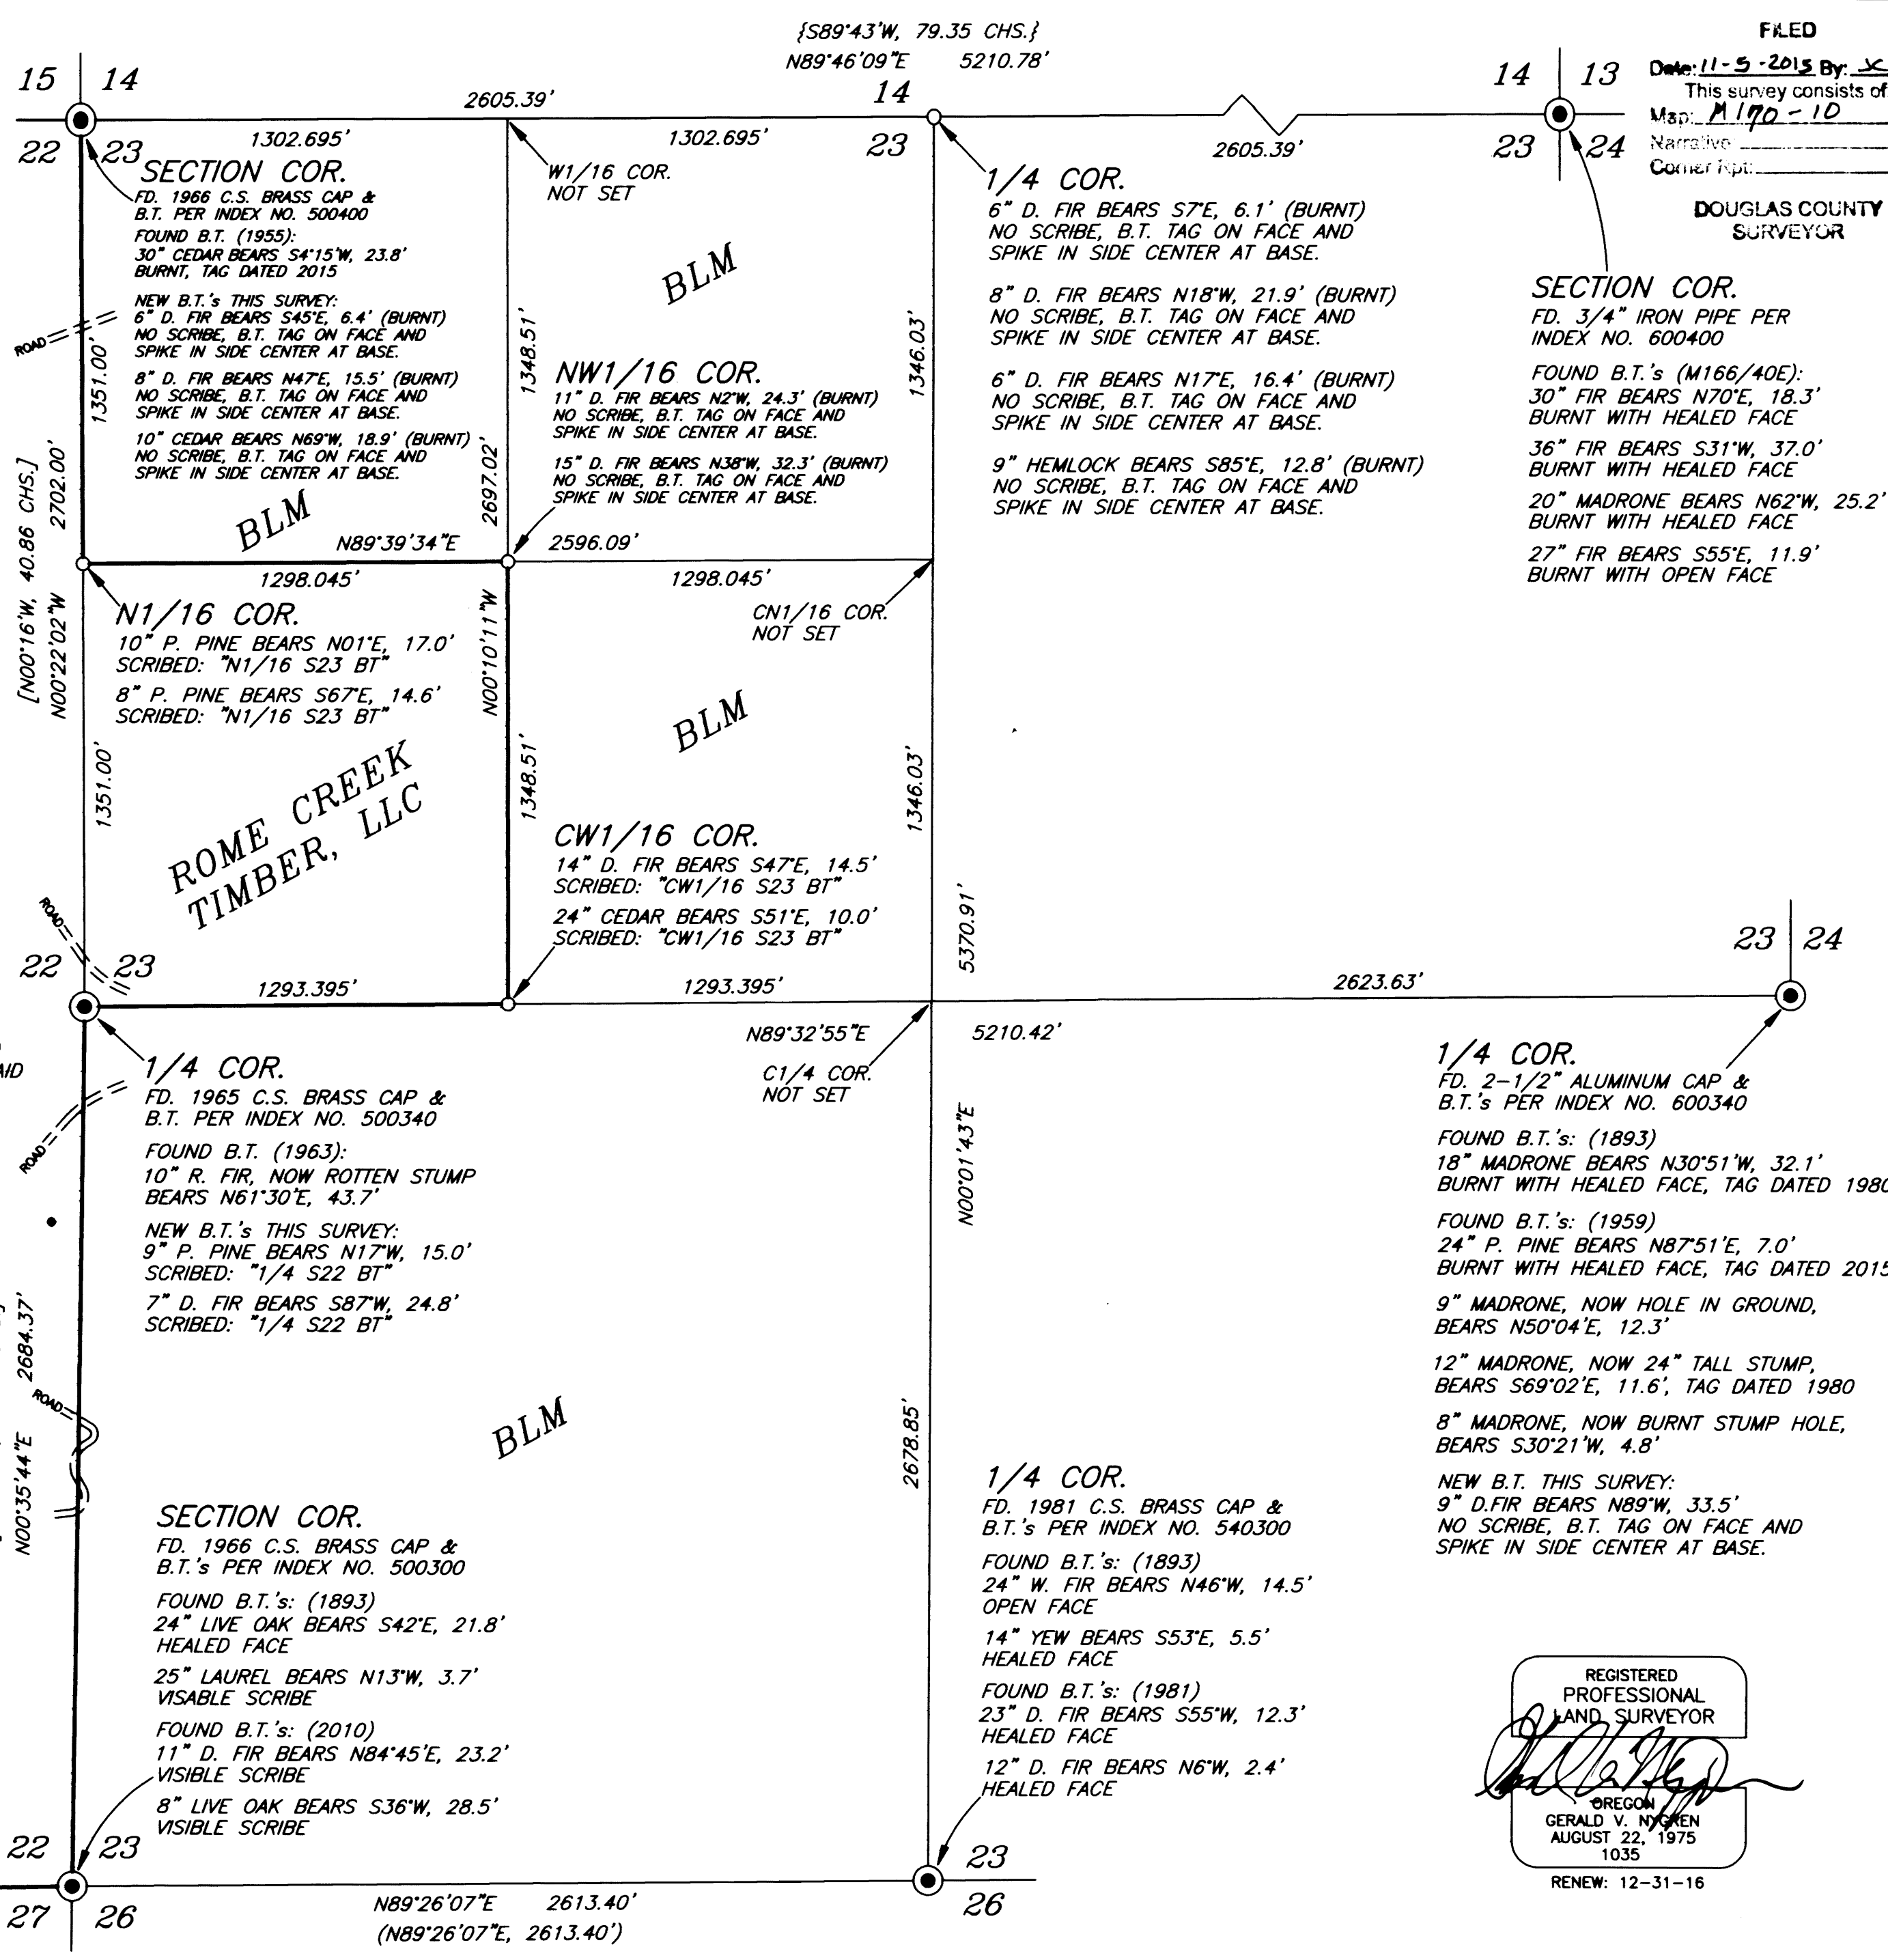 {S89°43'W, 79.35 CHS.}
N89°46'09"E 5210.78'
FILED
Date: 11-5-2015 By:
This survey consists of
Map: M170-10
Narrative
Corner Rpt:
DOUGLAS COUNTY
SURVEYOR
15 14
22 23
2605.39'
14
23
14 13
23 24
1302.695'
1302.695'
2605.39'
SECTION COR.
FD. 1966 C.S. BRASS CAP &
B.T. PER INDEX NO. 500400
FOUND B.T. (1955):
30" CEDAR BEARS S4°15'W, 23.8'
BURNT, TAG DATED 2015
NEW B.T.'s THIS SURVEY:
6" D. FIR BEARS S45°E, 6.4' (BURNT)
NO SCRIBE, B.T. TAG ON FACE AND
SPIKE IN SIDE CENTER AT BASE.
8" D. FIR BEARS N47°E, 15.5' (BURNT)
NO SCRIBE, B.T. TAG ON FACE AND
SPIKE IN SIDE CENTER AT BASE.
10" CEDAR BEARS N69°W, 18.9' (BURNT)
NO SCRIBE, B.T. TAG ON FACE AND
SPIKE IN SIDE CENTER AT BASE.
ROAD
1351.00'
2702.00'
[N00°16'W, 40.86 CHS.]
N00°22'02"W
W1/16 COR.
NOT SET
BLM
1348.51'
2697.02'
1346.03'
NW1/16 COR.
11" D. FIR BEARS N2°W, 24.3' (BURNT)
NO SCRIBE, B.T. TAG ON FACE AND
SPIKE IN SIDE CENTER AT BASE.
15" D. FIR BEARS N38°W, 32.3' (BURNT)
NO SCRIBE, B.T. TAG ON FACE AND
SPIKE IN SIDE CENTER AT BASE.
1/4 COR.
6" D. FIR BEARS S7°E, 6.1' (BURNT)
NO SCRIBE, B.T. TAG ON FACE AND
SPIKE IN SIDE CENTER AT BASE.
8" D. FIR BEARS N18°W, 21.9' (BURNT)
NO SCRIBE, B.T. TAG ON FACE AND
SPIKE IN SIDE CENTER AT BASE.
6" D. FIR BEARS N17°E, 16.4' (BURNT)
NO SCRIBE, B.T. TAG ON FACE AND
SPIKE IN SIDE CENTER AT BASE.
9" HEMLOCK BEARS S85°E, 12.8' (BURNT)
NO SCRIBE, B.T. TAG ON FACE AND
SPIKE IN SIDE CENTER AT BASE.
SECTION COR.
FD. 3/4" IRON PIPE PER
INDEX NO. 600400
FOUND B.T.'s (M166/40E):
30" FIR BEARS N70°E, 18.3'
BURNT WITH HEALED FACE
36" FIR BEARS S31°W, 37.0'
BURNT WITH HEALED FACE
20" MADRONE BEARS N62°W, 25.2'
BURNT WITH HEALED FACE
27" FIR BEARS S55°E, 11.9'
BURNT WITH OPEN FACE
BLM
N89°39'34"E 2596.09'
1298.045'
1298.045'
N1/16 COR.
10" P. PINE BEARS N01°E, 17.0'
SCRIBED: "N1/16 S23 BT"
8" P. PINE BEARS S67°E, 14.6'
SCRIBED: "N1/16 S23 BT"
N00°10'11"W
CN1/16 COR.
NOT SET
BLM
ROME CREEK
TIMBER, LLC
1351.00'
1348.51'
1346.03'
CW1/16 COR.
14" D. FIR BEARS S47°E, 14.5'
SCRIBED: "CW1/16 S23 BT"
24" CEDAR BEARS S51°E, 10.0'
SCRIBED: "CW1/16 S23 BT"
ROAD
22 23
5370.91'
23 24
1293.395'
1293.395'
2623.63'
N89°32'55"E 5210.42'
C1/4 COR.
NOT SET
1/4 COR.
FD. 1965 C.S. BRASS CAP &
B.T. PER INDEX NO. 500340
FOUND B.T. (1963):
10" R. FIR, NOW ROTTEN STUMP
BEARS N61°30'E, 43.7'
NEW B.T.'s THIS SURVEY:
9" P. PINE BEARS N17°W, 15.0'
SCRIBED: "1/4 S22 BT"
7" D. FIR BEARS S87°W, 24.8'
SCRIBED: "1/4 S22 BT"
ROAD
N00°01'43"E
1/4 COR.
FD. 2-1/2" ALUMINUM CAP &
B.T.'s PER INDEX NO. 600340
FOUND B.T.'s: (1893)
18" MADRONE BEARS N30°51'W, 32.1'
BURNT WITH HEALED FACE, TAG DATED 1980
FOUND B.T.'s: (1959)
24" P. PINE BEARS N87°51'E, 7.0'
BURNT WITH HEALED FACE, TAG DATED 2015
9" MADRONE, NOW HOLE IN GROUND,
BEARS N50°04'E, 12.3'
12" MADRONE, NOW 24" TALL STUMP,
BEARS S69°02'E, 11.6', TAG DATED 1980
8" MADRONE, NOW BURNT STUMP HOLE,
BEARS S30°21'W, 4.8'
NEW B.T. THIS SURVEY:
9" D.FIR BEARS N89°W, 33.5'
NO SCRIBE, B.T. TAG ON FACE AND
SPIKE IN SIDE CENTER AT BASE.
2684.37'
N00°35'44"E
ROAD
BLM
2678.85'
SECTION COR.
FD. 1966 C.S. BRASS CAP &
B.T.'s PER INDEX NO. 500300
FOUND B.T.'s: (1893)
24" LIVE OAK BEARS S42°E, 21.8'
HEALED FACE
25" LAUREL BEARS N13°W, 3.7'
VISABLE SCRIBE
FOUND B.T.'s: (2010)
11" D. FIR BEARS N84°45'E, 23.2'
VISIBLE SCRIBE
8" LIVE OAK BEARS S36°W, 28.5'
VISIBLE SCRIBE
1/4 COR.
FD. 1981 C.S. BRASS CAP &
B.T.'s PER INDEX NO. 540300
FOUND B.T.'s: (1893)
24" W. FIR BEARS N46°W, 14.5'
OPEN FACE
14" YEW BEARS S53°E, 5.5'
HEALED FACE
FOUND B.T.'s: (1981)
23" D. FIR BEARS S55°W, 12.3'
HEALED FACE
12" D. FIR BEARS N6°W, 2.4'
HEALED FACE
REGISTERED
PROFESSIONAL
LAND SURVEYOR
OREGON
GERALD V. NYGREN
AUGUST 22, 1975
1035
RENEW: 12-31-16
22 23
27 26
23
26
N89°26'07"E 2613.40'
(N89°26'07"E, 2613.40')